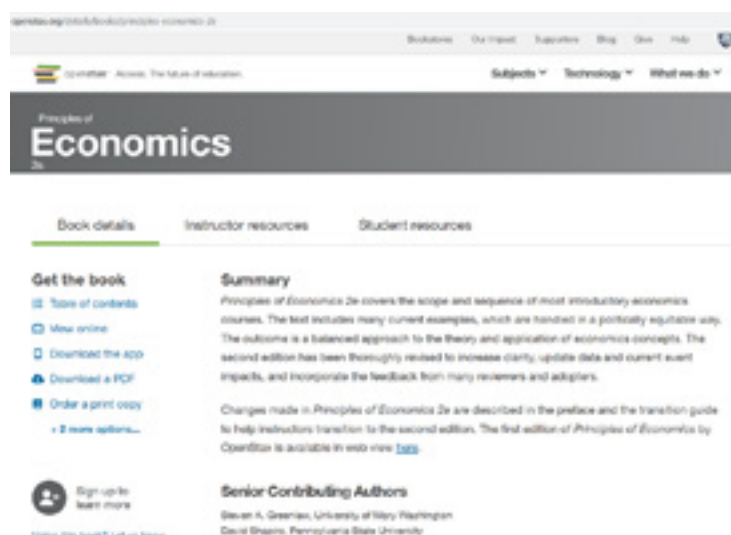 openstax.org/details/books/principles-economics-2e
Bookstores Our Impact Supporters Blog Give Help
openstax Access. The future of education.
Subjects Technology What we do
Principles of
Economics
2e
Book details Instructor resources Student resources
Get the book
Table of contents
View online
Download the app
Download a PDF
Order a print copy
+ 2 more options...
Sign up to
learn more
Summary
Principles of Economics 2e covers the scope and sequence of most introductory economics
courses. The text includes many current examples, which are handled in a politically equitable way.
The outcome is a balanced approach to the theory and application of economics concepts. The
second edition has been thoroughly revised to increase clarity, update data and current event
impacts, and incorporate the feedback from many reviewers and adopters.
Changes made in Principles of Economics 2e are described in the preface and the transition guide
to help instructors transition to the second edition. The first edition of Principles of Economics by
OpenStax is available in web view here.
Senior Contributing Authors
Steven A. Greenlaw, University of Mary Washington
David Shapiro, Pennsylvania State University